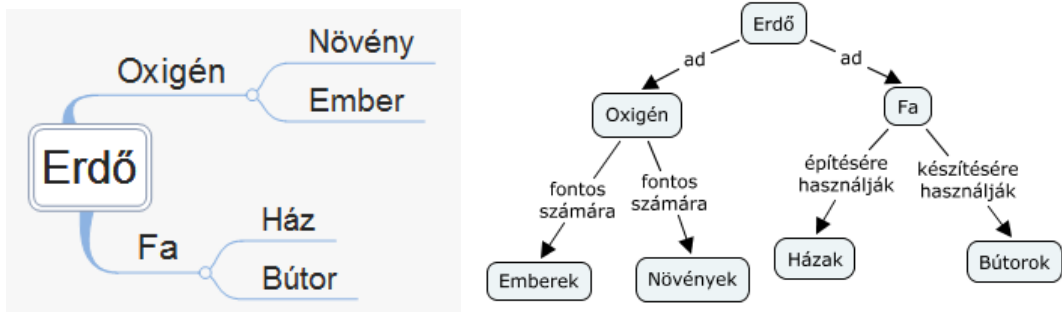 Növény
Oxigén
Ember
Erdő
Ház
Fa
Bútor
Erdő
ad
ad
Oxigén
Fa
fontos
számára
fontos
számára
építésére
használják
készítésére
használják
Emberek
Növények
Házak
Bútorok